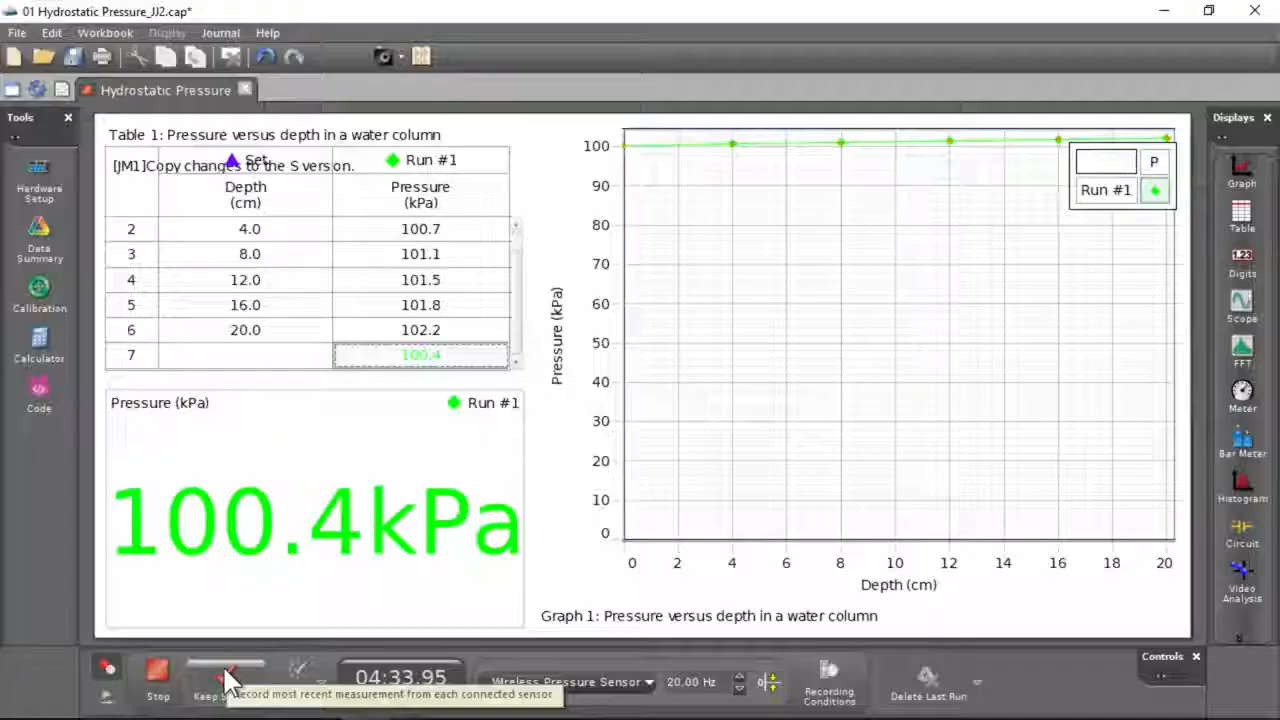 01 Hydrostatic Pressure_JJ2.cap*
File Edit Workbook Display Journal Help
Hydrostatic Pressure
Tools
Displays
Hardware
Setup
Data
Summary
Calibration
Calculator
Code
Table 1: Pressure versus depth in a water column
[JM1]Copy changes to the S version.
Set Run #1
Depth
(cm)
Pressure
(kPa)
2 4.0 100.7
3 8.0 101.1
4 12.0 101.5
5 16.0 101.8
6 20.0 102.2
7 100.4
Pressure (kPa) Run #1
100.4kPa
100
90
80
70
60
50
40
30
20
10
0
Pressure (kPa)
P
Run #1
0 2 4 6 8 10 12 14 16 18 20
Depth (cm)
Graph 1: Pressure versus depth in a water column
Graph
Table
1.23
Digits
Scope
FFT
Meter
Bar Meter
Histogram
Circuit
Video
Analysis
Stop
Keep
04:33.95
Wireless Pressure Sensor
20.00 Hz
Recording
Conditions
Delete Last Run
Controls
ecord most recent measurement from each connected sensor